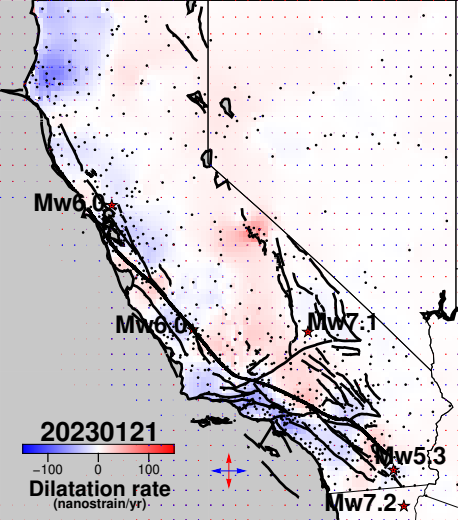 Mw6.0
Mw6.0
Mw7.1
20230121
Mw5.3
−100 0 100
Dilatation rate
(nanostrain/yr)
Mw7.2